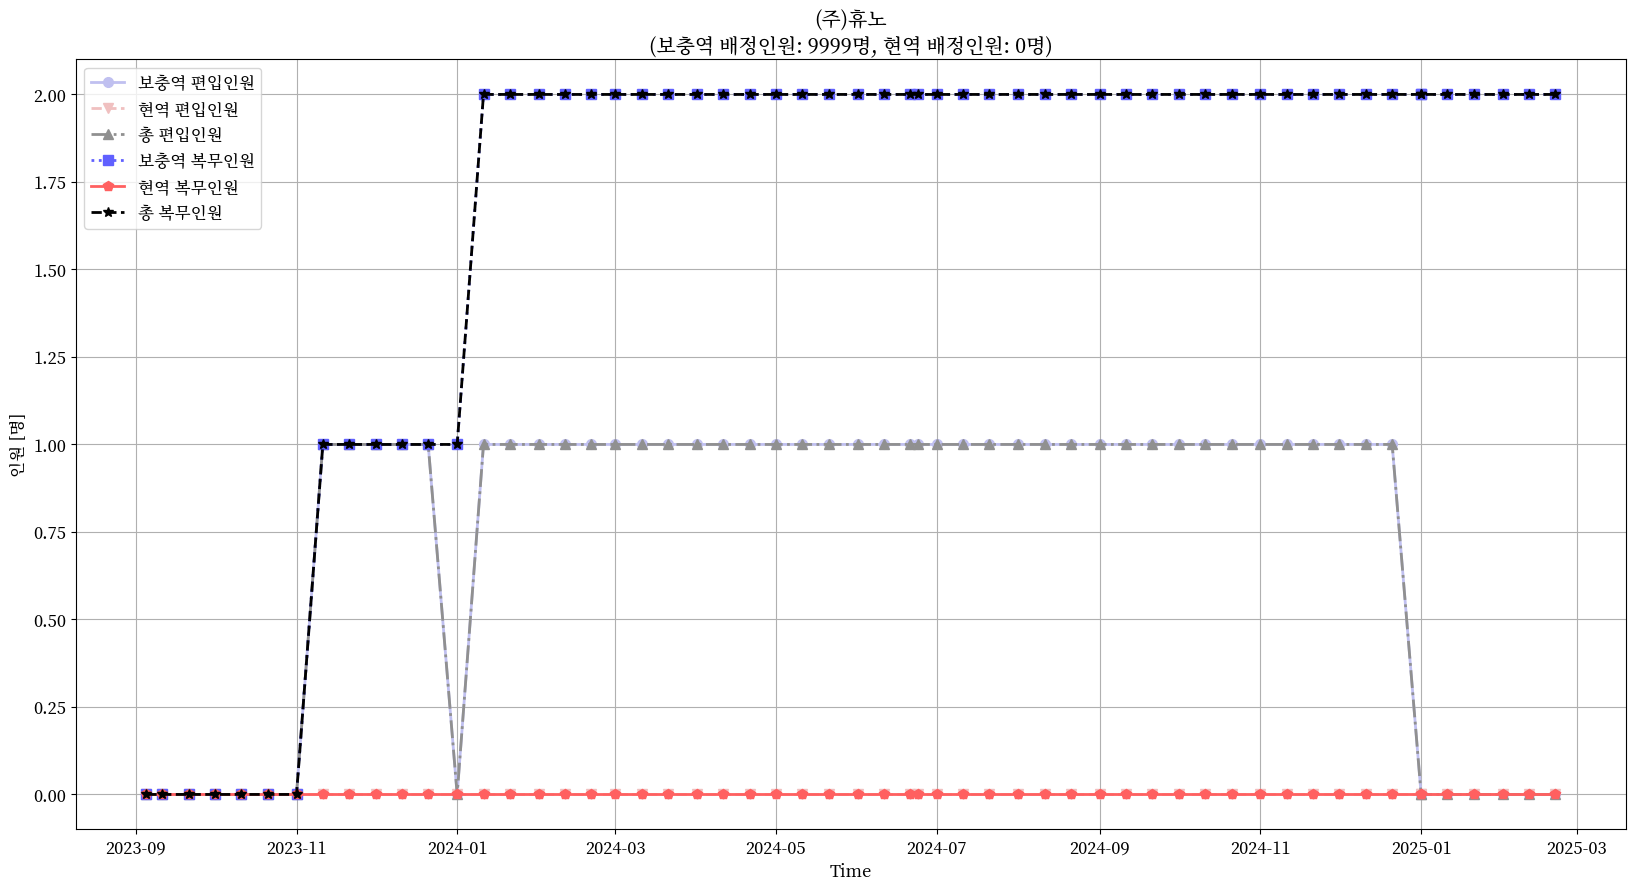 (주)휴노
(보충역 배정인원: 9999명, 현역 배정인원: 0명)
보충역 편입인원
현역 편입인원
총 편입인원
보충역 복무인원
현역 복무인원
총 복무인원
인원 [명]
2.00
1.75
1.50
1.25
1.00
0.75
0.50
0.25
0.00
2023-09
2023-11
2024-01
2024-03
2024-05
2024-07
2024-09
2024-11
2025-01
2025-03
Time